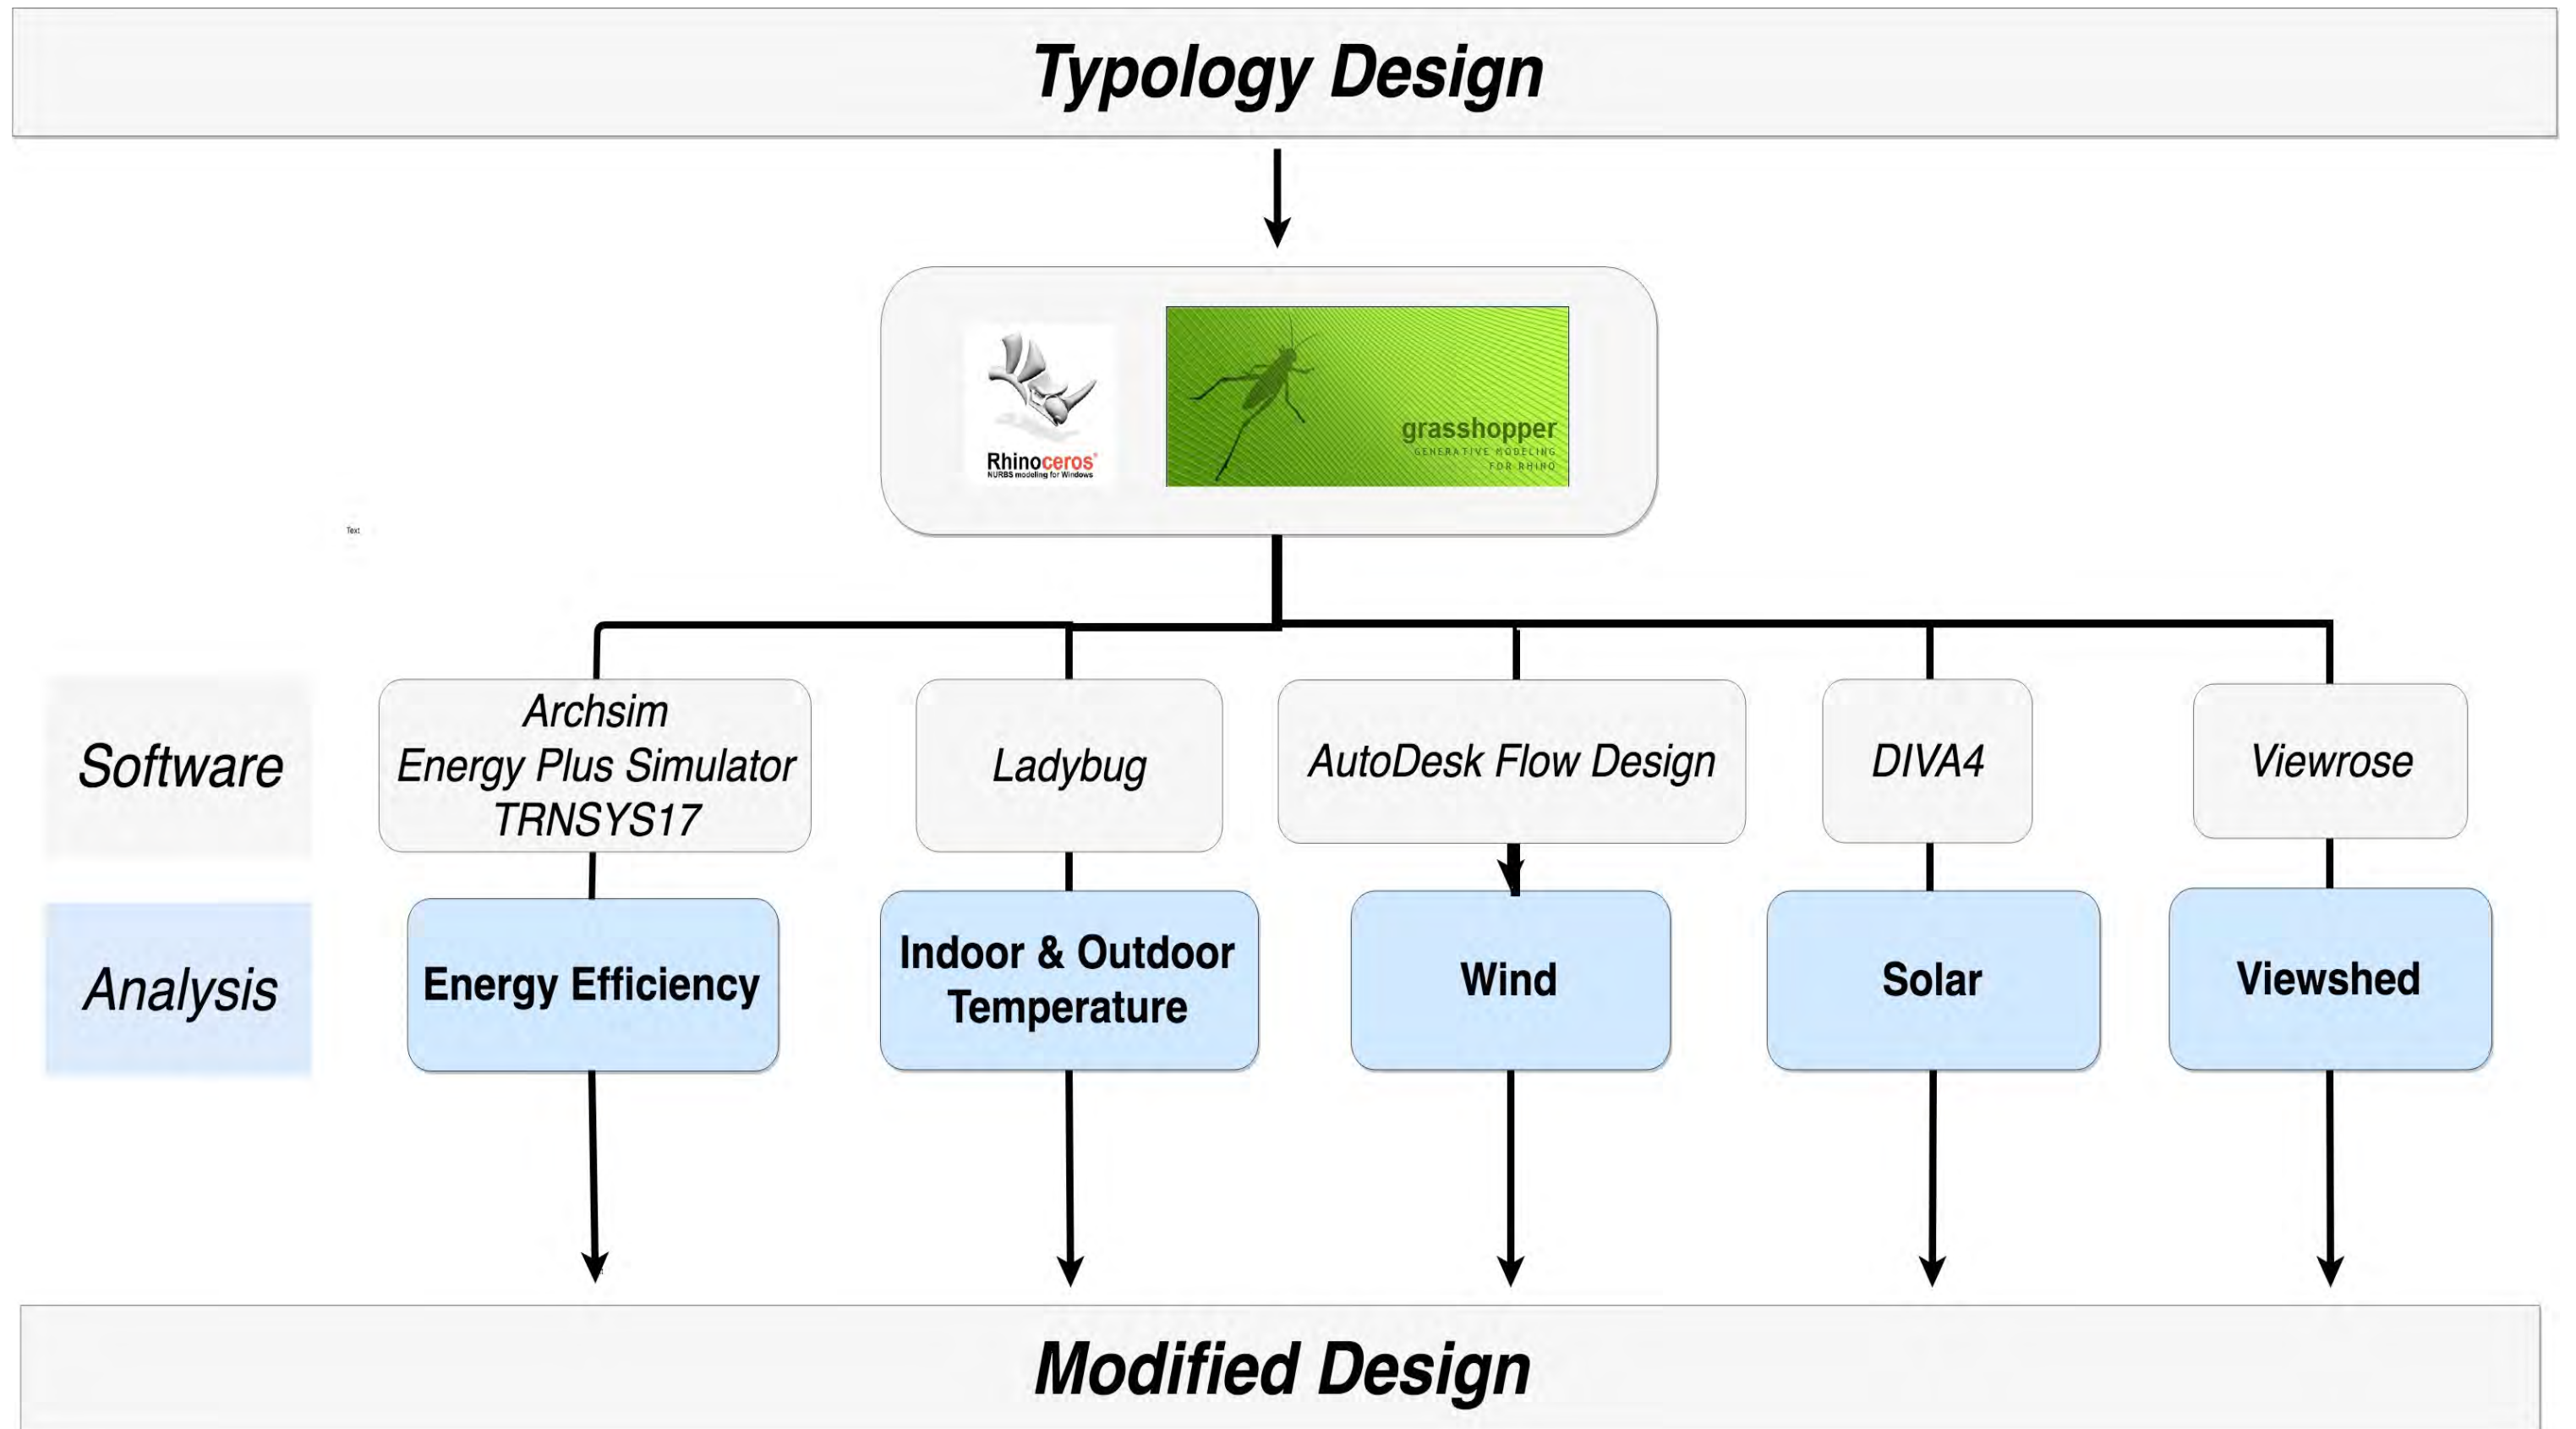 Typology Design
Rhinoceros®
NURBS modeling for Windows
grasshopper
GENERATIVE MODELING
FOR RHINO
Text
Software
Archsim
Energy Plus Simulator
TRNSYS17
Ladybug
AutoDesk Flow Design
DIVA4
Viewrose
Analysis
Energy Efficiency
Indoor & Outdoor
Temperature
Wind
Solar
Viewshed
Modified Design